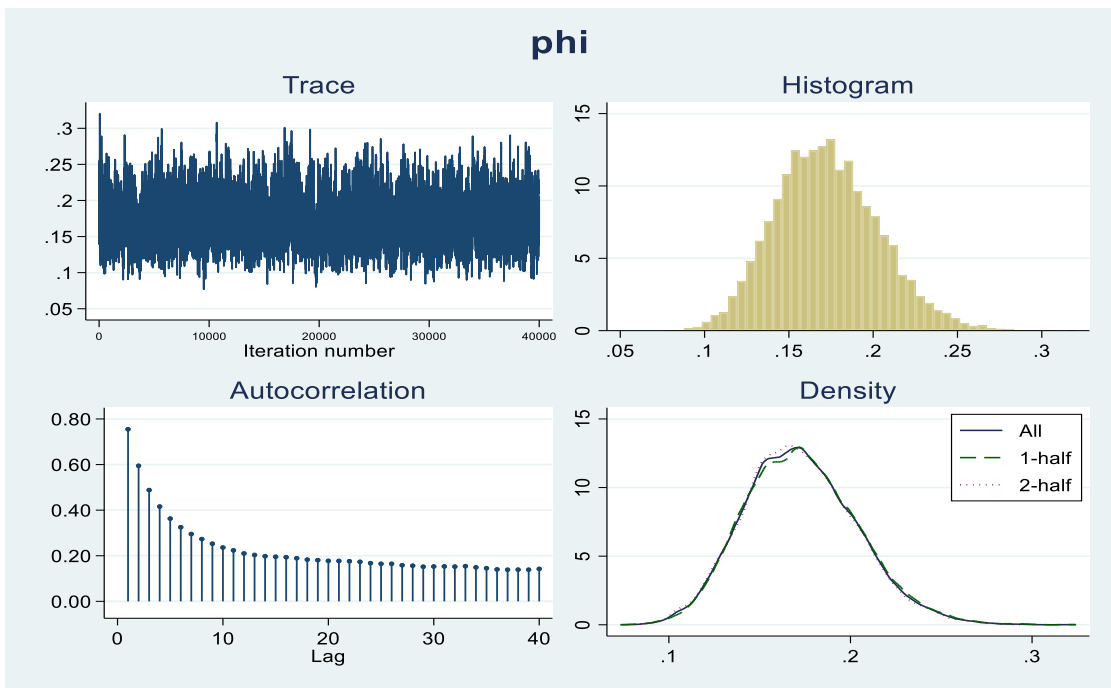 phi
Trace
.3
.25
.2
.15
.1
.05
0 10000 20000 30000 40000
Iteration number
Histogram
15
10
5
0
.05 .1 .15 .2 .25 .3
Autocorrelation
0.80
0.60
0.40
0.20
0.00
0 10 20 30 40
Lag
Density
15
10
5
0
All
1-half
2-half
.1 .2 .3